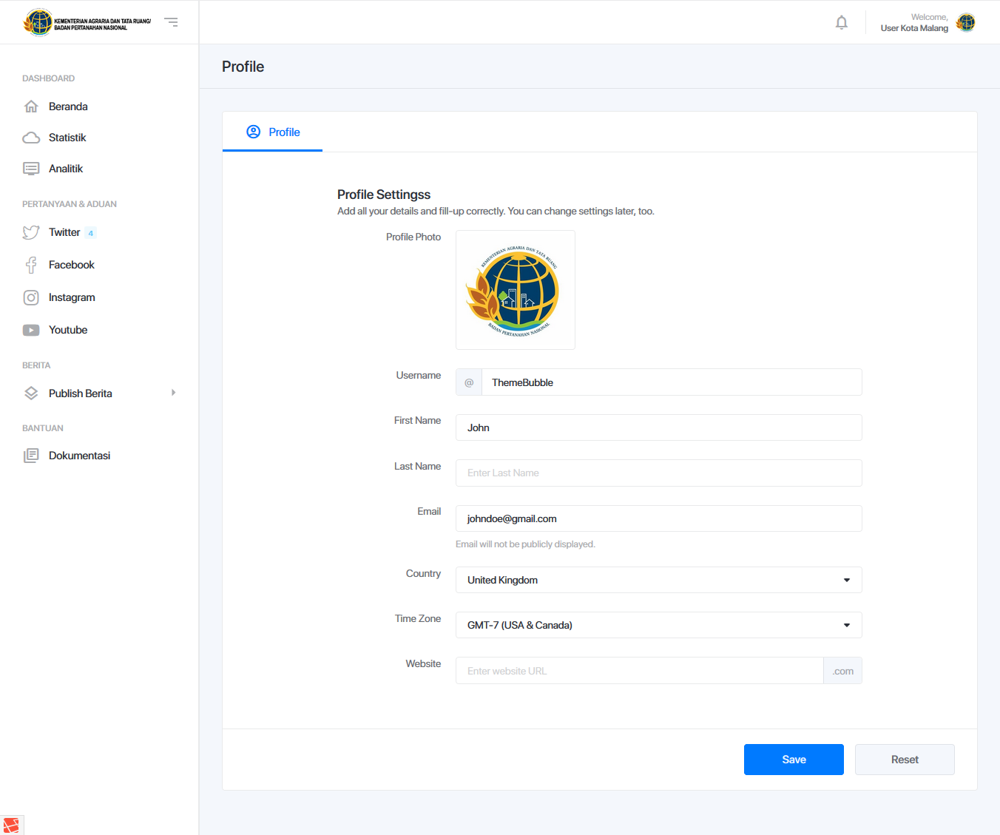 KEMENTERIAN AGRARIA DAN TATA RUANG/
BADAN PERTANAHAN NASIONAL
Welcome,
User Kota Malang
Profile
DASHBOARD
Beranda
Statistik
Analitik
PERTANYAAN & ADUAN
Twitter 4
Facebook
Instagram
Youtube
BERITA
Publish Berita
BANTUAN
Dokumentasi
Profile
Profile Settingss
Add all your details and fill-up correctly. You can change settings later, too.
Profile Photo
KEMENTERIAN AGRARIA DAN TATA RUANG
BADAN PERTANAHAN NASIONAL
Username
@ ThemeBubble
First Name
John
Last Name
Enter Last Name
Email
johndoe@gmail.com
Email will not be publicly displayed.
Country
United Kingdom
Time Zone
GMT-7 (USA & Canada)
Website
Enter website URL .com
Save
Reset